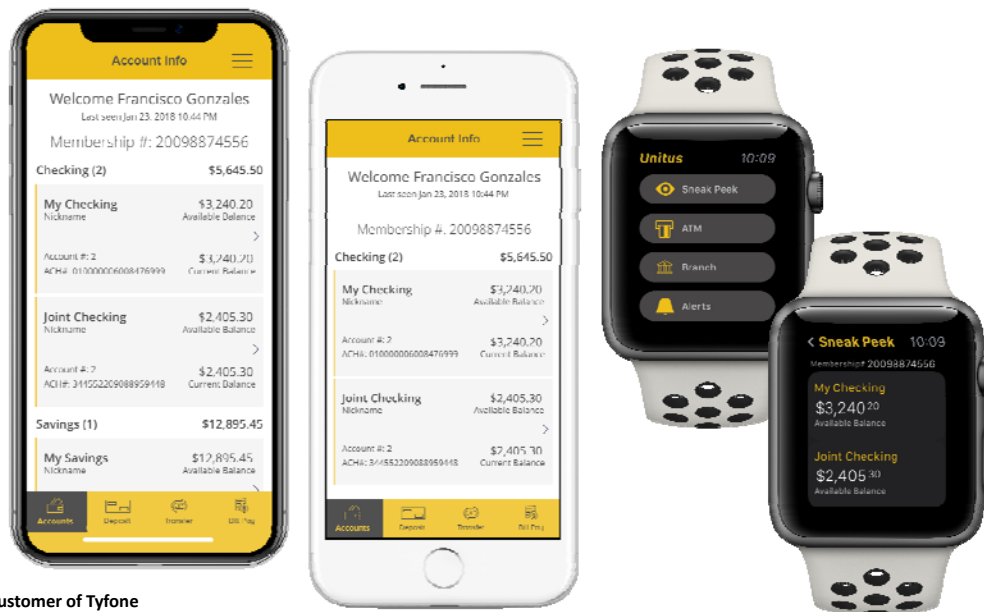 Account Info
Welcome Francisco Gonzales
Last seen Jan 23, 2018 10:44 PM
Membership #: 20098874556
Checking (2) $5,645.50
My Checking $3,240.20
Nickname Available Balance
>
Account #: 2 $3,240.20
ACH#: 010000006008476999 Current Balance
Joint Checking $2,405.30
Nickname Available Balance
>
Account #: 2 $2,405.30
ACH#: 344552209088959448 Current Balance
Savings (1) $12,895.45
My Savings $12,895.45
Nickname Available Balance
Accounts Deposit Transfer Bill Pay
Account Info
Welcome Francisco Gonzales
Last seen Jan 23, 2018 10:44 PM
Membership #. 20098874556
Checking (2) $5,645.50
My Checking $3,240.20
Nickname Available Balance
>
Account #: 2 $3,240.20
ACH#: 010000006008476999 Current Balance
Joint Checking $2,405.30
Nickname Available Balance
>
Account #: 2 $2,405.30
ACH#: 344552209088959448 Current Balance
Accounts Deposit Transfer Bill Pay
Unitus 10:09
Sneak Peek
ATM
Branch
Alerts
< Sneak Peek 10:09
Membership# 20098874556
My Checking
$3,240 20
Available Balance
Joint Checking
$2,405 30
Available Balance
ustomer of Tyfone